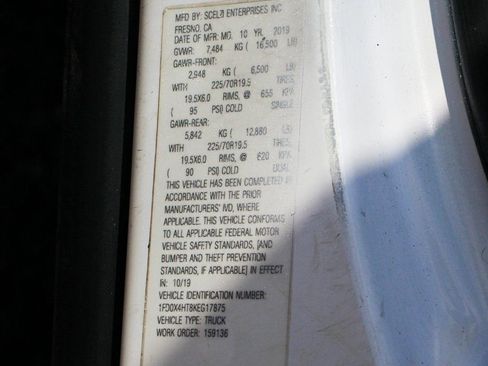 MFD BY: SCELZI ENTERPRISES INC
FRESNO, CA
DATE OF MFR: MO. 10 YR. 2019
GVWR: 7,484 KG ( 16,500 LB)
GAWR-FRONT:
2,948 KG ( 6,500 LB)
WITH 225/70R19.5 TIRES,
19.5X6.0 RIMS, @ 655 KPA
( 95 PSI) COLD SINGLE
GAWR-REAR:
5,842 KG ( 12,880 LB)
WITH 225/70R19.5 TIRES,
19.5X6.0 RIMS, @ 620 KPA
( 90 PSI) COLD DUAL
THIS VEHICLE HAS BEEN COMPLETED IN
ACCORDANCE WITH THE PRIOR
MANUFACTURERS' IVD, WHERE
APPLICABLE. THIS VEHICLE CONFORMS
TO ALL APPLICABLE FEDERAL MOTOR
VEHICLE SAFETY STANDARDS, [AND
BUMPER AND THEFT PREVENTION
STANDARDS, IF APPLICABLE] IN EFFECT
IN: 10/19
VEHICLE IDENTIFICATION NUMBER:
1FD0X4HT8KEG17875
VEHICLE TYPE: TRUCK
WORK ORDER: 159136